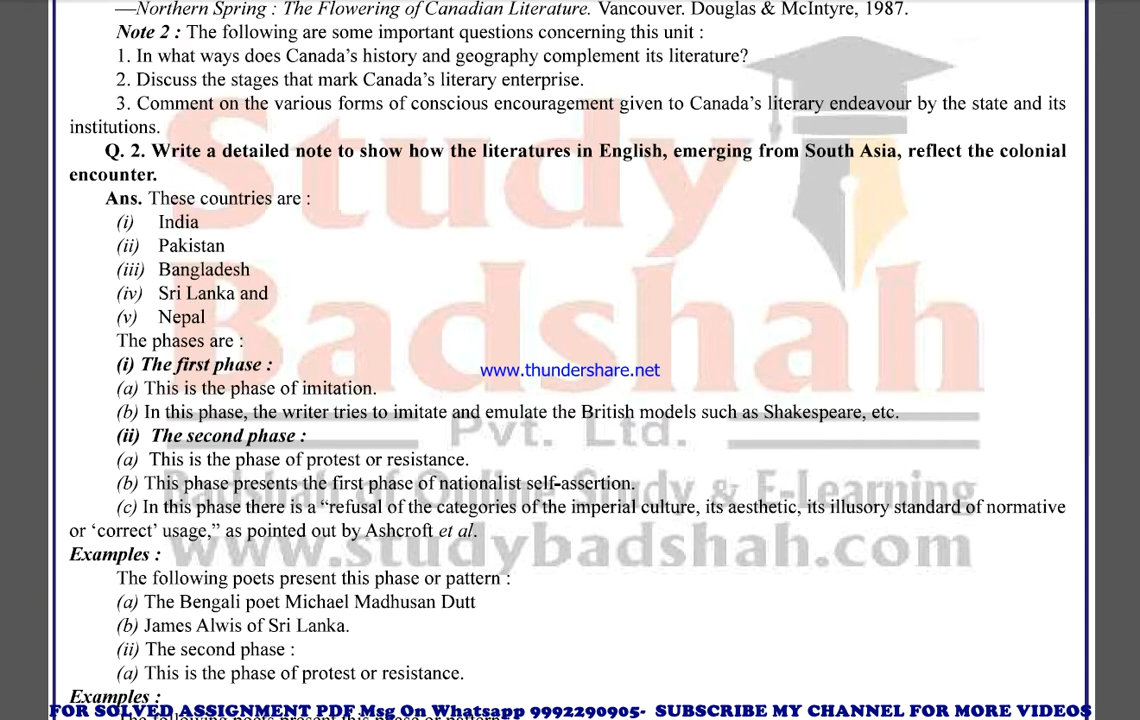 —Northern Spring : The Flowering of Canadian Literature. Vancouver. Douglas & McIntyre, 1987.
Note 2 : The following are some important questions concerning this unit :
1. In what ways does Canada's history and geography complement its literature?
2. Discuss the stages that mark Canada's literary enterprise.
3. Comment on the various forms of conscious encouragement given to Canada's literary endeavour by the state and its
institutions.
Q. 2. Write a detailed note to show how the literatures in English, emerging from South Asia, reflect the colonial
encounter.
Ans. These countries are :
(i) India
(ii) Pakistan
(iii) Bangladesh
(iv) Sri Lanka and
(v) Nepal
The phases are :
(i) The first phase :
www.thundershare.net
(a) This is the phase of imitation.
(b) In this phase, the writer tries to imitate and emulate the British models such as Shakespeare, etc.
(ii) The second phase :
(a) This is the phase of protest or resistance.
(b) This phase presents the first phase of nationalist self-assertion.
(c) In this phase there is a “refusal of the categories of the imperial culture, its aesthetic, its illusory standard of normative
or ‘correct’ usage,” as pointed out by Ashcroft et al.
Examples :
The following poets present this phase or pattern :
(a) The Bengali poet Michael Madhusan Dutt
(b) James Alwis of Sri Lanka.
(ii) The second phase :
(a) This is the phase of protest or resistance.
Examples :
The following poets present this phase or pattern
FOR SOLVED ASSIGNMENT PDF Msg On Whatsapp 9992290905- SUBSCRIBE MY CHANNEL FOR MORE VIDEOS
Study
Badshah
Pvt. Ltd.
Badshah of Online Study & E-Learning
www.studybadshah.com